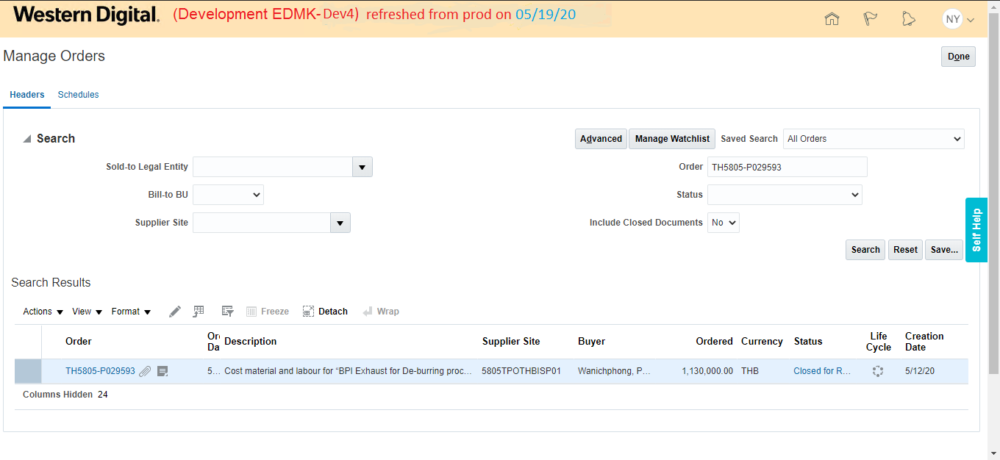 Western Digital. (Development EDMK-Dev4) refreshed from prod on 05/19/20
NY
Manage Orders
Done
Headers Schedules
Search
Advanced Manage Watchlist Saved Search All Orders
Sold-to Legal Entity
Order TH5805-P029593
Bill-to BU
Status
Supplier Site
Include Closed Documents No
Self Help
Search Reset Save...
Search Results
Actions View Format Freeze Detach Wrap
Order Or Da Description Supplier Site Buyer Ordered Currency Status Life Cycle Creation Date
TH5805-P029593 5... Cost material and labour for “BPI Exhaust for De-burring proc... 5805TPOTHBISP01 Wanichphong, P... 1,130,000.00 THB Closed for R... 5/12/20
Columns Hidden 24